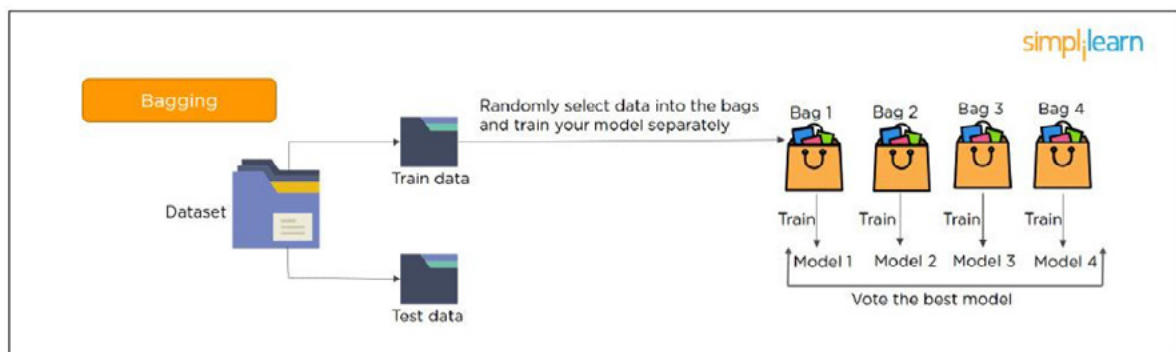 simplilearn
Bagging
Randomly select data into the bags
and train your model separately
Bag 1
Bag 2
Bag 3
Bag 4
Train data
Dataset
Train
Train
Train
Train
Model 1
Model 2
Model 3
Model 4
Vote the best model
Test data